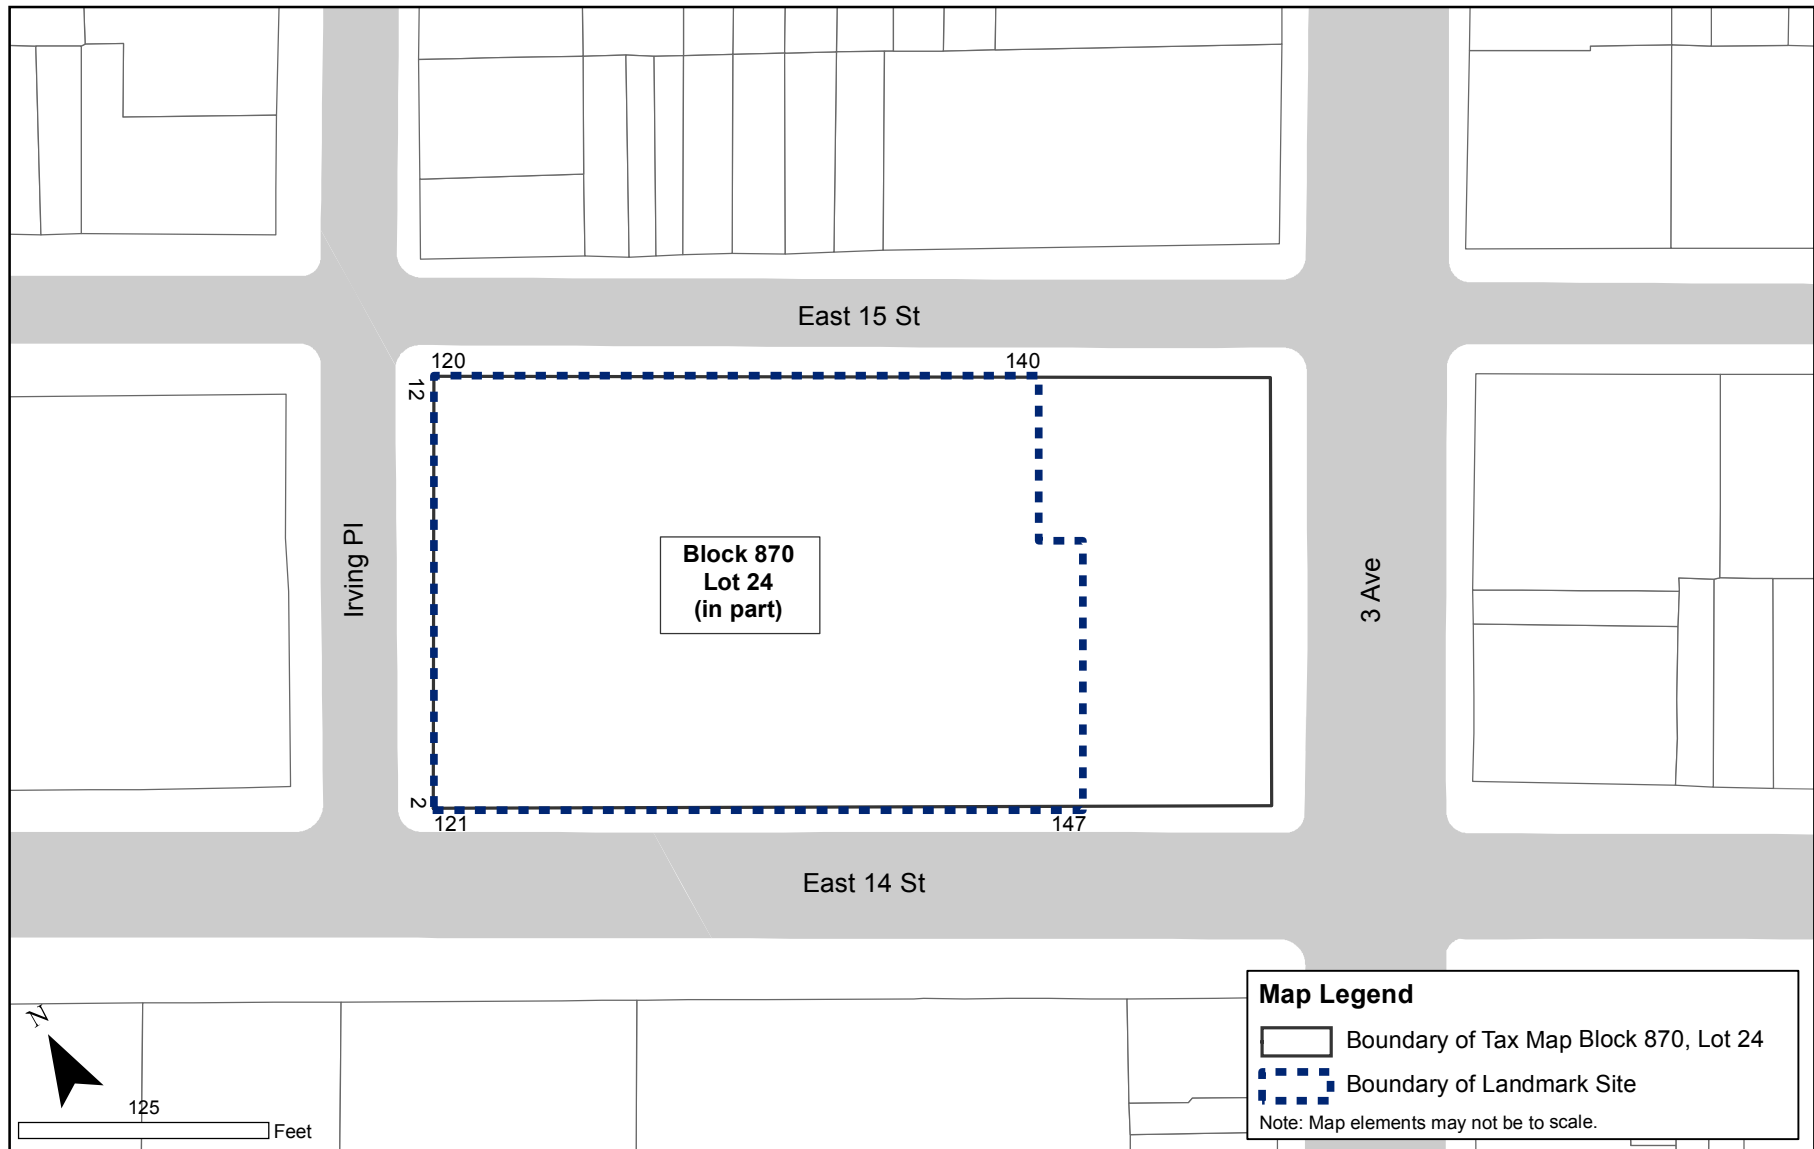 East 15 St
120
140
12
Block 870
Lot 24
(in part)
Irving Pl
3 Ave
2
121
147
East 14 St
N
125
Feet
Map Legend
Boundary of Tax Map Block 870, Lot 24
Boundary of Landmark Site
Note: Map elements may not be to scale.